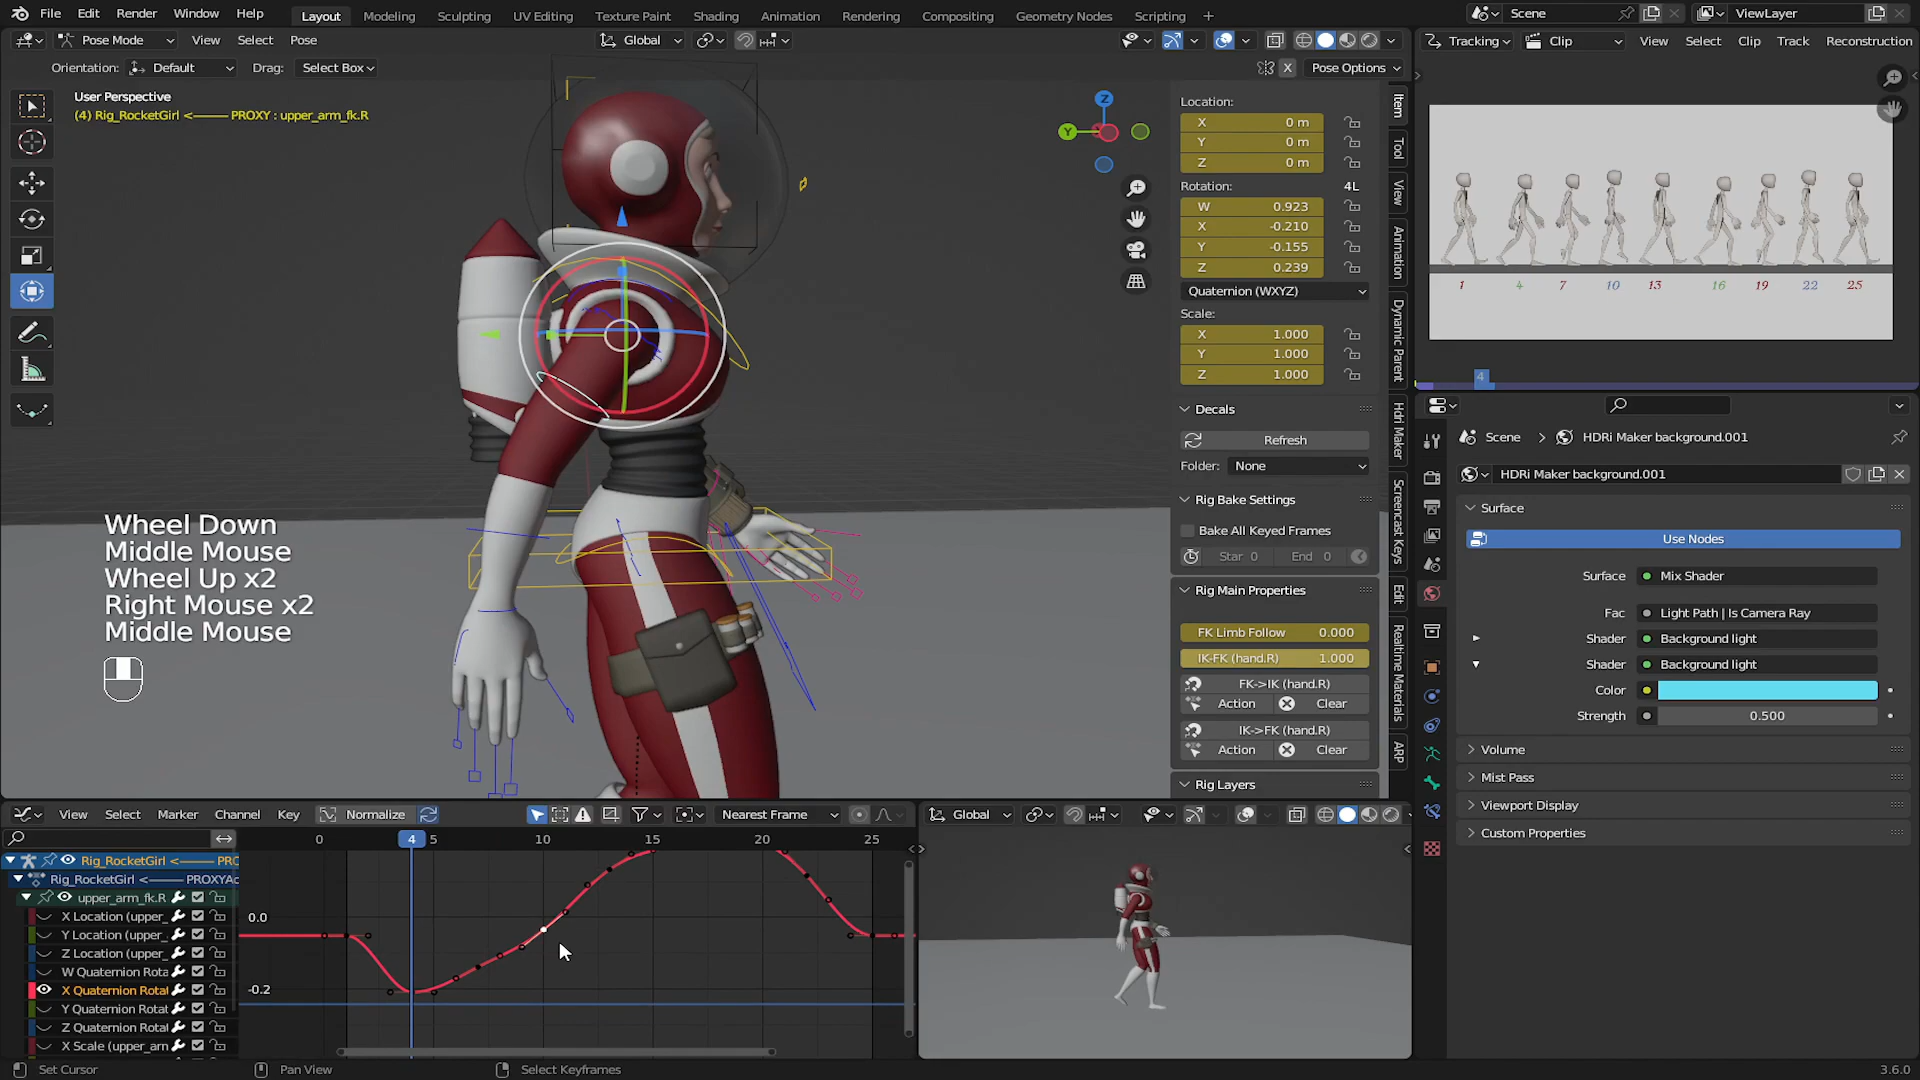 File Edit Render Window Help Layout Modeling Sculpting UV Editing Texture Paint Shading Animation Rendering Compositing Geometry Nodes Scripting + Scene ViewLayer
Pose Mode View Select Pose Global
Orientation: Default Drag: Select Box X Pose Options
User Perspective
(4) Rig_RocketGirl <——— PROXY : upper_arm_fk.R
Z
Y
Wheel Down
Middle Mouse
Wheel Up x2
Right Mouse x2
Middle Mouse
Location:
X 0 m
Y 0 m
Z 0 m
Rotation: 4L
W 0.923
X -0.210
Y -0.155
Z 0.239
Quaternion (WXYZ)
Scale:
X 1.000
Y 1.000
Z 1.000
Decals
Refresh
Folder: None
Rig Bake Settings
Bake All Keyed Frames
Star 0 End 0
Rig Main Properties
FK Limb Follow 0.000
IK-FK (hand.R) 1.000
FK->IK (hand.R)
Action Clear
IK->FK (hand.R)
Action Clear
Rig Layers
Item
Tool
View
Animation
Dynamic Parent
Hdri Maker
Screencast Keys
Edit
Realtime Materials
ARP
Tracking Clip View Select Clip Track Reconstruction
1 4 7 10 13 16 19 22 25
4
Scene HDRi Maker background.001
HDRi Maker background.001
Surface
Use Nodes
Surface Mix Shader
Fac Light Path | Is Camera Ray
Shader Background light
Shader Background light
Color
Strength 0.500
Volume
Mist Pass
Viewport Display
Custom Properties
View Select Marker Channel Key Normalize Nearest Frame
0 4 5 10 15 20 25
Rig_RocketGirl <——— PRO
Rig_RocketGirl <——— PROXYAc
upper_arm_fk.R
X Location (upper_
Y Location (upper_
Z Location (upper_
W Quaternion Rota
X Quaternion Rotat
Y Quaternion Rotat
Z Quaternion Rotat
X Scale (upper_arn
0.0
-0.2
Global
Set Cursor Pan View Select Keyframes 3.6.0